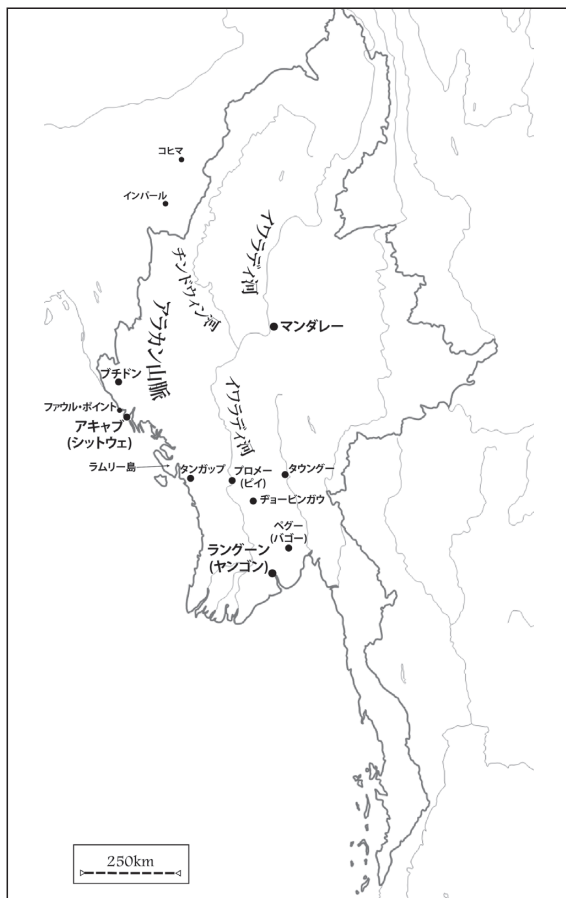 コヒマ
インパール
イワラディ河
チンドウィン河
アラカン山脈
マンダレー
ブチドン
イワラディ河
ファウル・ポイント
アキャブ
(シットウェ)
ラムリー島
タンガップ
プロメー
(ピイ)
タウングー
ヂョービンガウ
ペグー
(バゴー)
ラングーン
(ヤンゴン)
250km